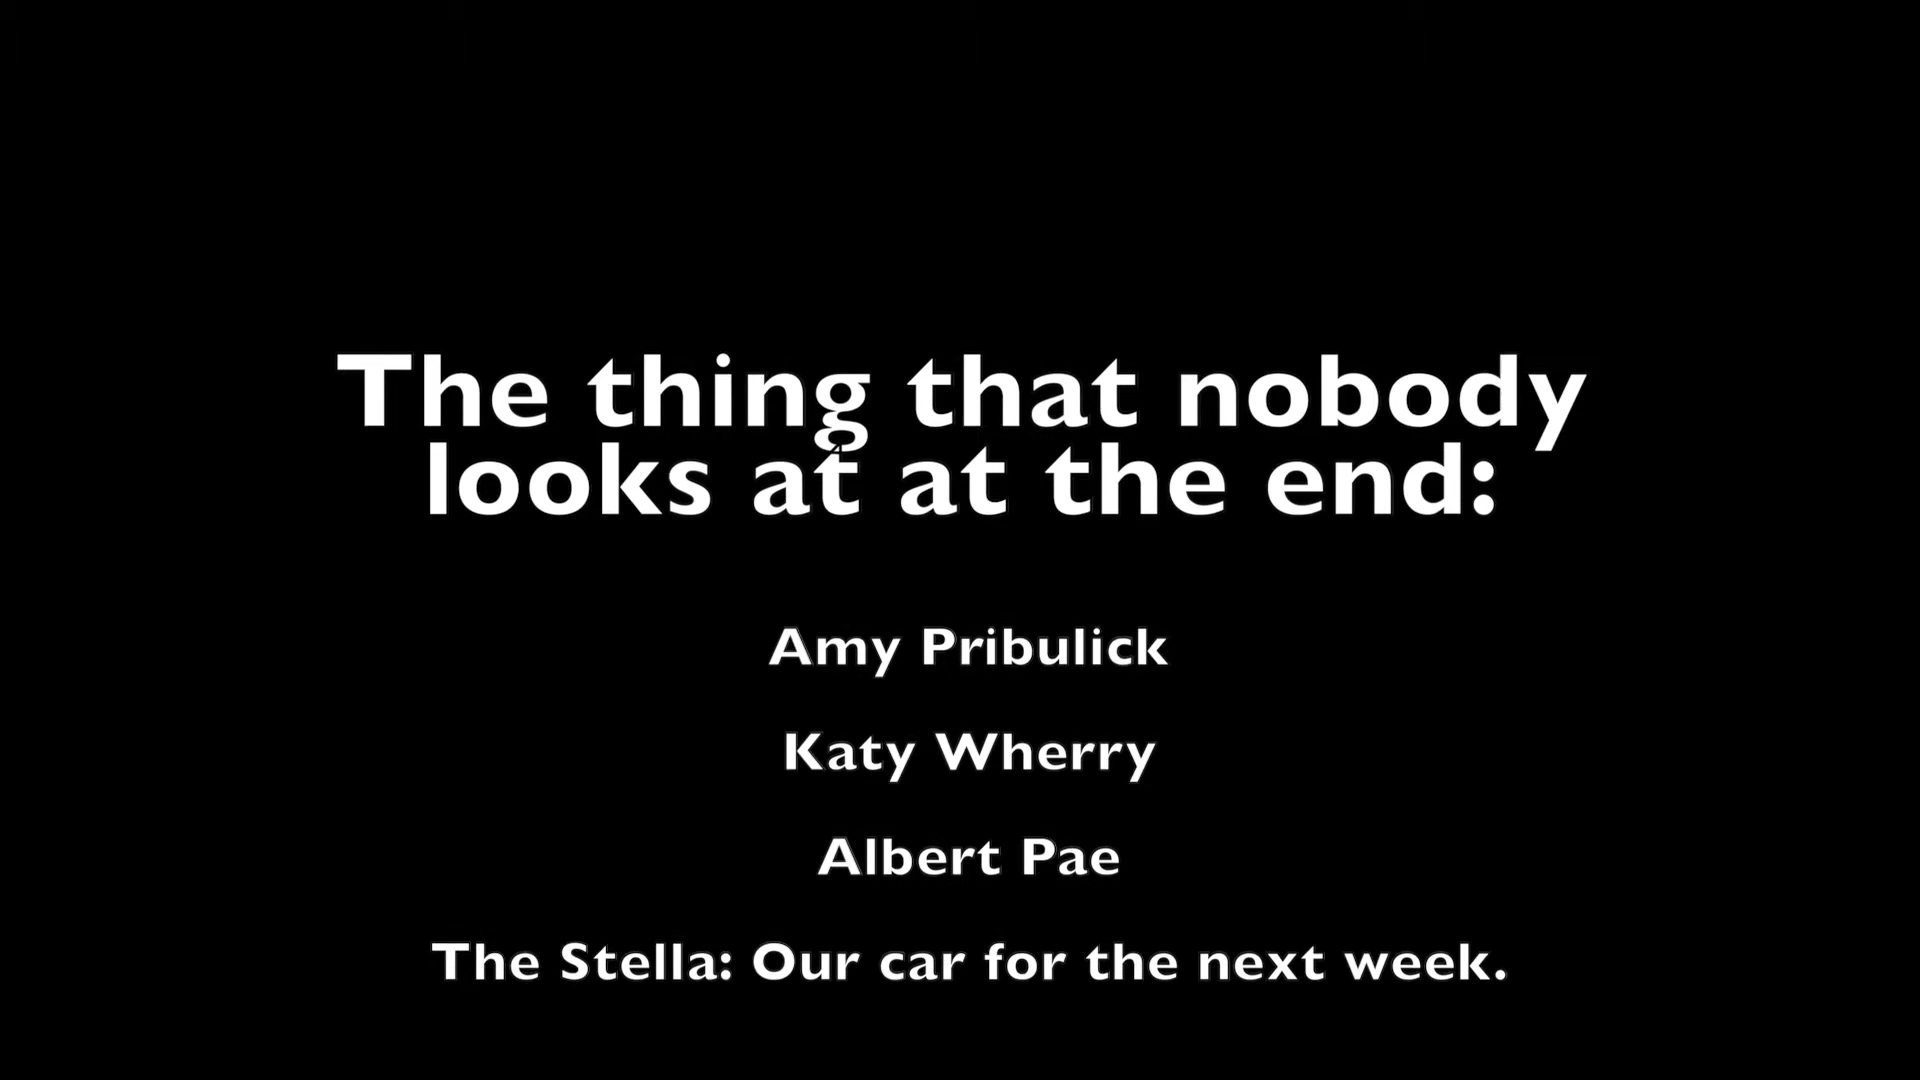 The thing that nobody
looks at at the end:
Amy Pribulick
Katy Wherry
Albert Pae
The Stella: Our car for the next week.